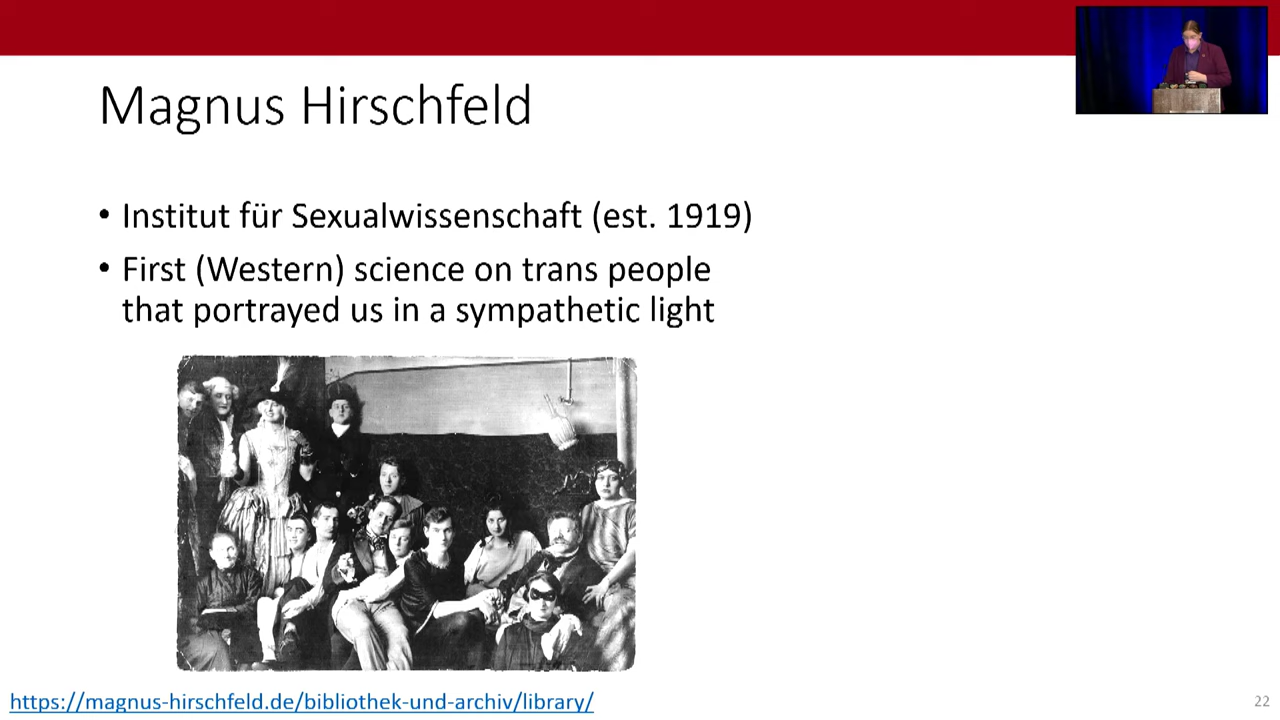 Magnus Hirschfeld
• Institut für Sexualwissenschaft (est. 1919)
• First (Western) science on trans people
that portrayed us in a sympathetic light
https://magnus-hirschfeld.de/bibliothek-und-archiv/library/
22